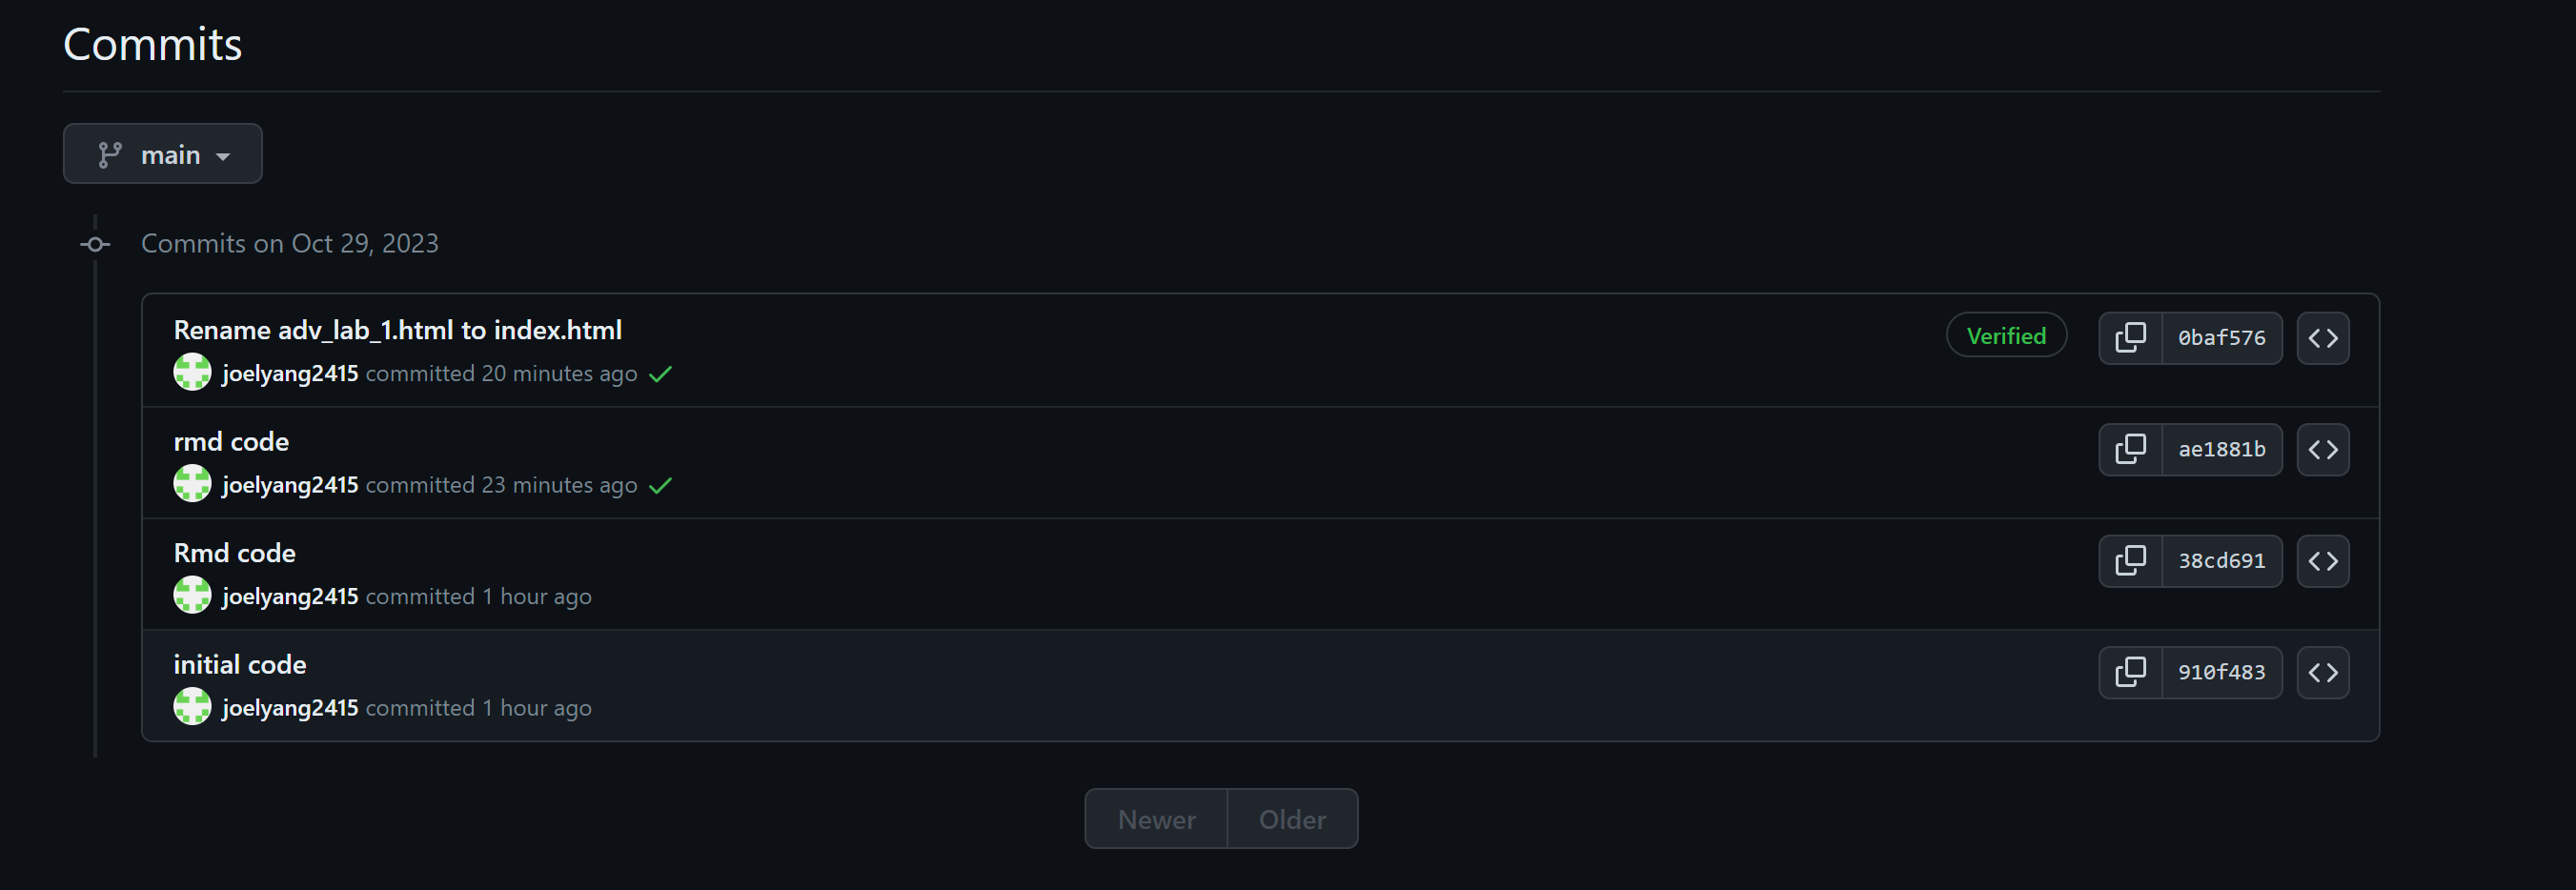 Commits
main
Commits on Oct 29, 2023
Rename adv_lab_1.html to index.html
joelyang2415 committed 20 minutes ago
Verified
0baf576
rmd code
joelyang2415 committed 23 minutes ago
ae1881b
Rmd code
joelyang2415 committed 1 hour ago
38cd691
initial code
joelyang2415 committed 1 hour ago
910f483
Newer
Older